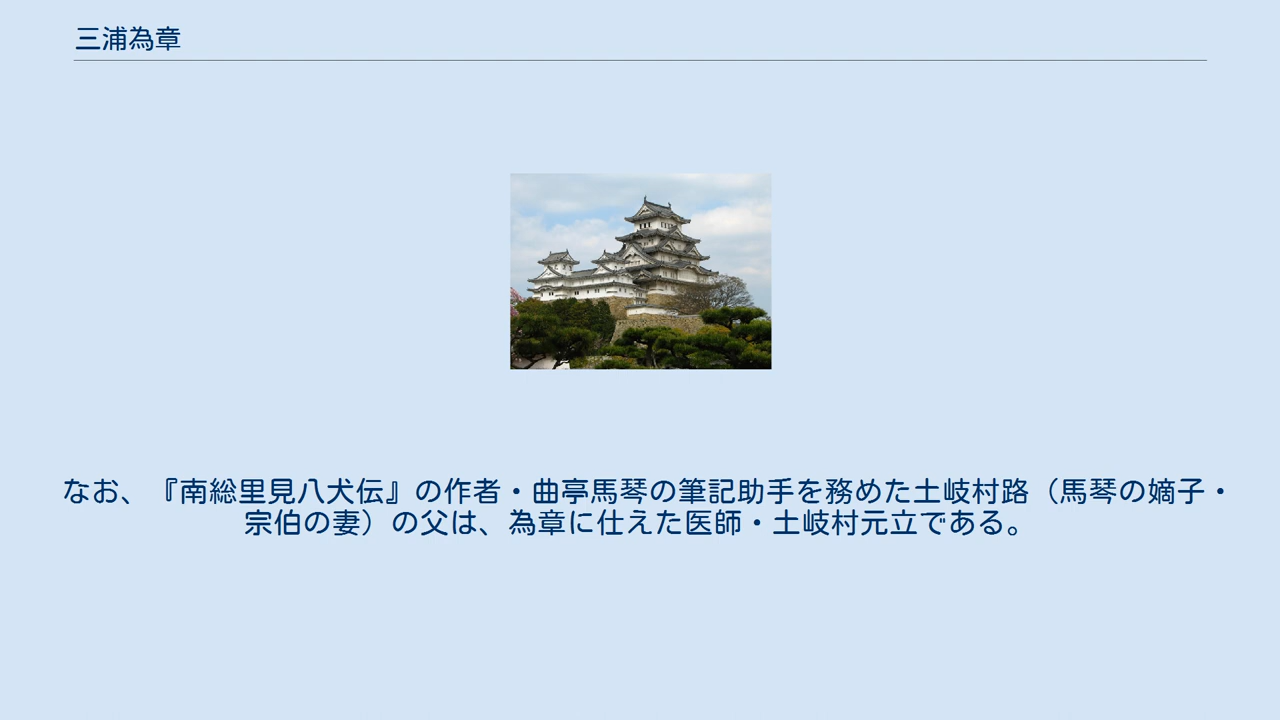 三浦為章
なお、『南総里見八犬伝』の作者・曲亭馬琴の筆記助手を務めた土岐村路（馬琴の嫡子・
宗伯の妻）の父は、為章に仕えた医師・土岐村元立である。